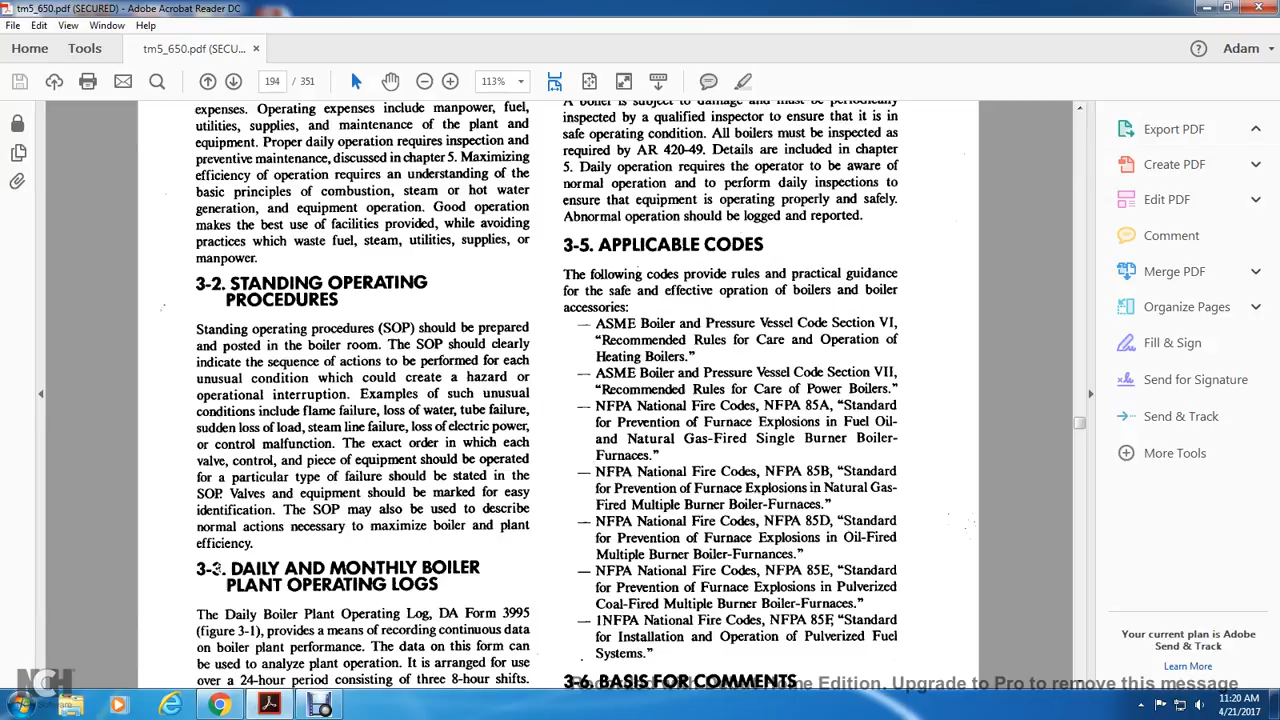 tm5_650.pdf (SECURED) - Adobe Acrobat Reader DC
File Edit View Window Help
Home Tools tm5_650.pdf (SECU... × Adam
194 / 351 113%
expenses. Operating expenses include manpower, fuel,
utilities, supplies, and maintenance of the plant and
equipment. Proper daily operation requires inspection and
preventive maintenance, discussed in chapter 5. Maximizing
efficiency of operation requires an understanding of the
basic principles of combustion, steam or hot water
generation, and equipment operation. Good operation
makes the best use of facilities provided, while avoiding
practices which waste fuel, steam, utilities, supplies, or
manpower.
3-2. STANDING OPERATING
PROCEDURES
Standing operating procedures (SOP) should be prepared
and posted in the boiler room. The SOP should clearly
indicate the sequence of actions to be performed for each
unusual condition which could create a hazard or
operational interruption. Examples of such unusual
conditions include flame failure, loss of water, tube failure,
sudden loss of load, steam line failure, loss of electric power,
or control malfunction. The exact order in which each
valve, control, and piece of equipment should be operated
for a particular type of failure should be stated in the
SOP. Valves and equipment should be marked for easy
identification. The SOP may also be used to describe
normal actions necessary to maximize boiler and plant
efficiency.
3-3. DAILY AND MONTHLY BOILER
PLANT OPERATING LOGS
The Daily Boiler Plant Operating Log, DA Form 3995
(figure 3-1), provides a means of recording continuous data
on boiler plant performance. The data on this form can
be used to analyze plant operation. It is arranged for use
over a 24-hour period consisting of three 8-hour shifts.
A boiler is subject to damage and must be periodically
inspected by a qualified inspector to ensure that it is in
safe operating condition. All boilers must be inspected as
required by AR 420-49. Details are included in chapter
5. Daily operation requires the operator to be aware of
normal operation and to perform daily inspections to
ensure that equipment is operating properly and safely.
Abnormal operation should be logged and reported.
3-5. APPLICABLE CODES
The following codes provide rules and practical guidance
for the safe and effective opration of boilers and boiler
accessories:
— ASME Boiler and Pressure Vessel Code Section VI,
“Recommended Rules for Care and Operation of
Heating Boilers.”
— ASME Boiler and Pressure Vessel Code Section VII,
“Recommended Rules for Care of Power Boilers.”
— NFPA National Fire Codes, NFPA 85A, “Standard
for Prevention of Furnace Explosions in Fuel Oil-
and Natural Gas-Fired Single Burner Boiler-
Furnaces.”
— NFPA National Fire Codes, NFPA 85B, “Standard
for Prevention of Furnace Explosions in Natural Gas-
Fired Multiple Burner Boiler-Furnaces.”
— NFPA National Fire Codes, NFPA 85D, “Standard
for Prevention of Furnace Explosions in Oil-Fired
Multiple Burner Boiler-Furnances.”
— NFPA National Fire Codes, NFPA 85E, “Standard
for Prevention of Furnace Explosions in Pulverized
Coal-Fired Multiple Burner Boiler-Furnaces.”
— 1NFPA National Fire Codes, NFPA 85F, “Standard
for Installation and Operation of Pulverized Fuel
Systems.”
3-6. BASIS FOR COMMENTS
Export PDF
Create PDF
Edit PDF
Comment
Merge PDF
Organize Pages
Fill & Sign
Send for Signature
Send & Track
More Tools
Your current plan is Adobe
Send & Track
Learn More
NCH
Software
Home Edition. Upgrade to Pro to remove this message
11:20 AM
4/21/2017